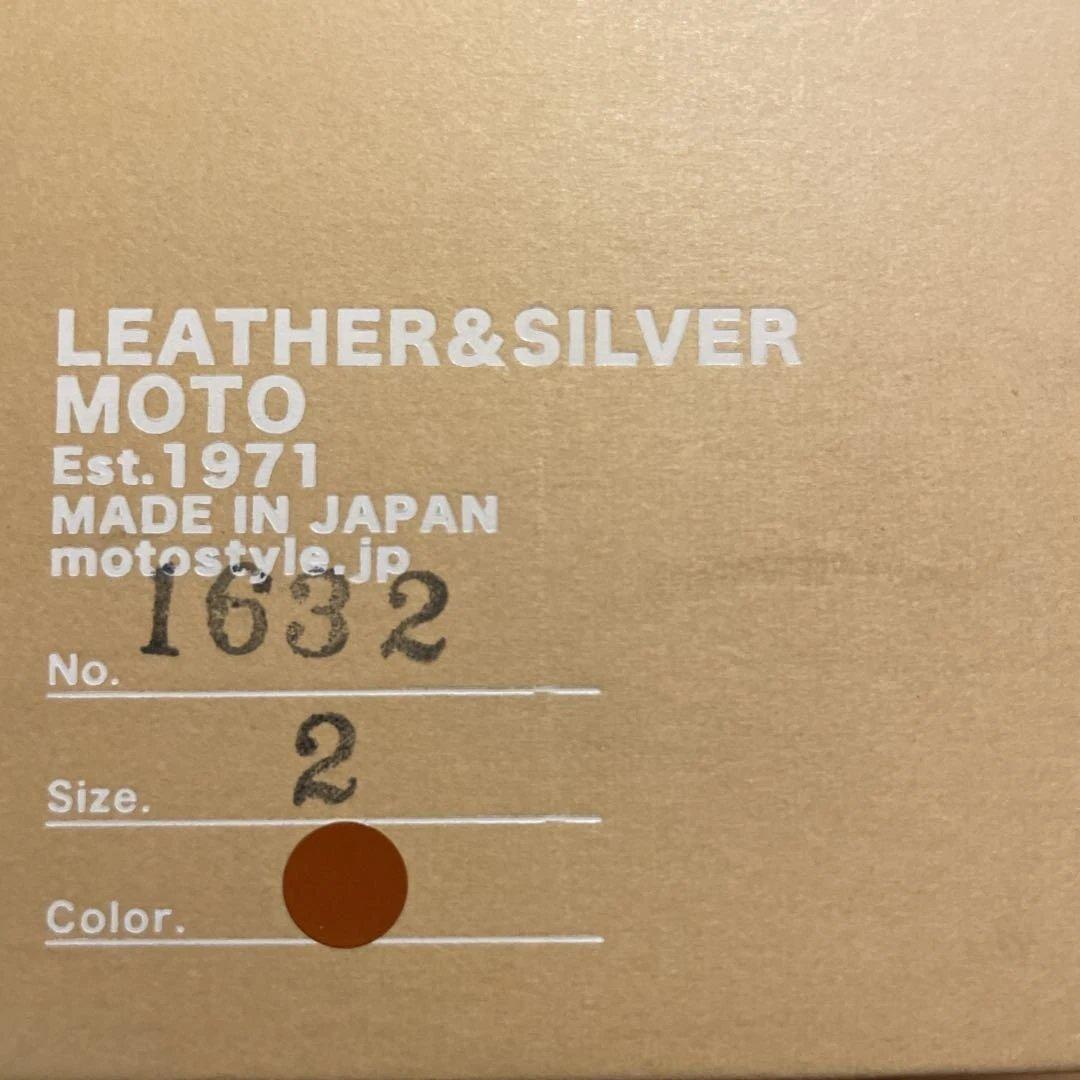 LEATHER&SILVER
MOTO
Est.1971
MADE IN JAPAN
motostyle.jp
No. 1632
Size. 2
Color.